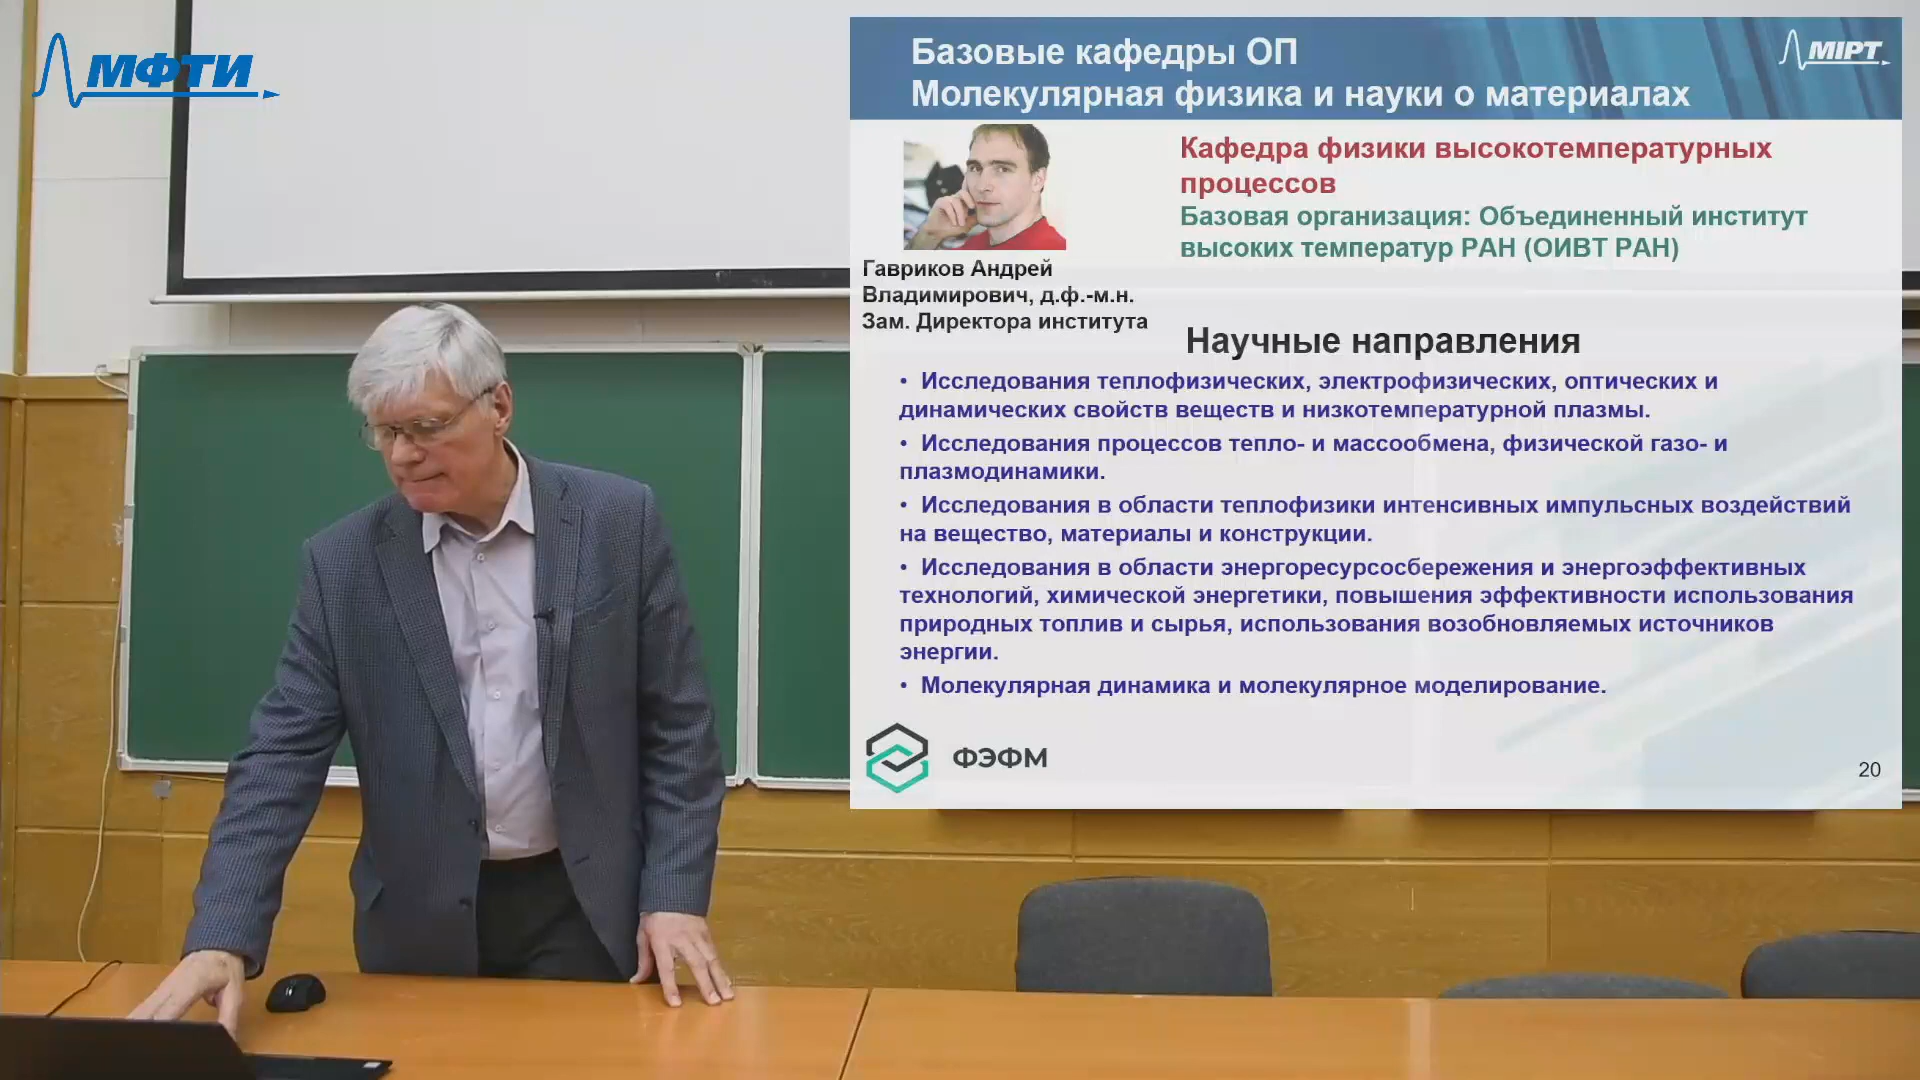 МФТИ
Базовые кафедры ОП
Молекулярная физика и науки о материалах
MIPT
Кафедра физики высокотемпературных
процессов
Базовая организация: Объединенный институт
высоких температур РАН (ОИВТ РАН)
Гавриков Андрей
Владимирович, д.ф.-м.н.
Зам. Директора института
Научные направления
• Исследования теплофизических, электрофизических, оптических и
динамических свойств веществ и низкотемпературной плазмы.
• Исследования процессов тепло- и массообмена, физической газо- и
плазмодинамики.
• Исследования в области теплофизики интенсивных импульсных воздействий
на вещество, материалы и конструкции.
• Исследования в области энергоресурсосбережения и энергоэффективных
технологий, химической энергетики, повышения эффективности использования
природных топлив и сырья, использования возобновляемых источников
энергии.
• Молекулярная динамика и молекулярное моделирование.
ФЭФМ
20